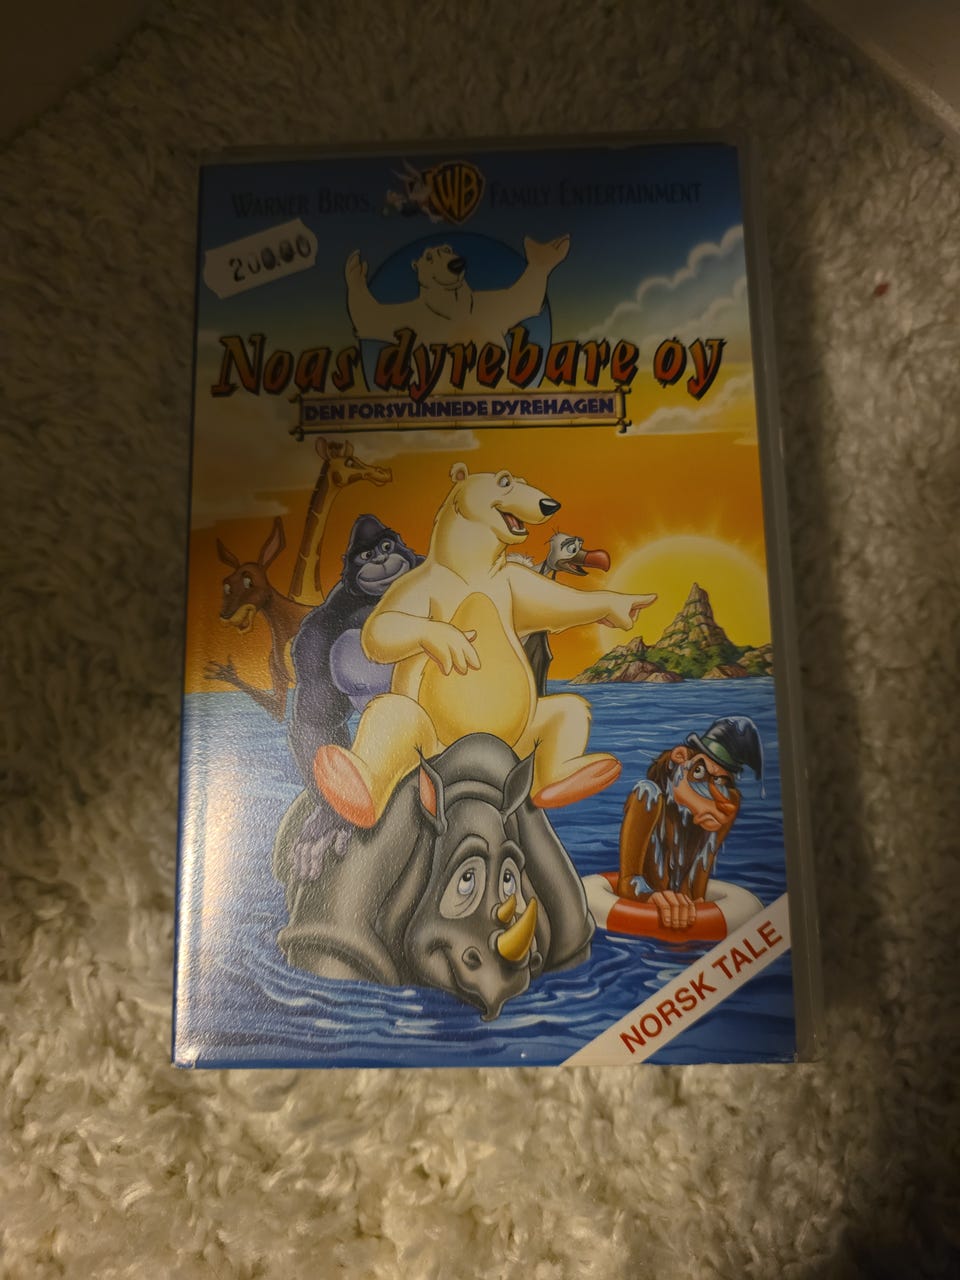 WARNER BROS. WB FAMILY ENTERTAINMENT
200.00
Noas dyrebare øy
DEN FORSVUNNEDE DYREHAGEN
NORSK TALE